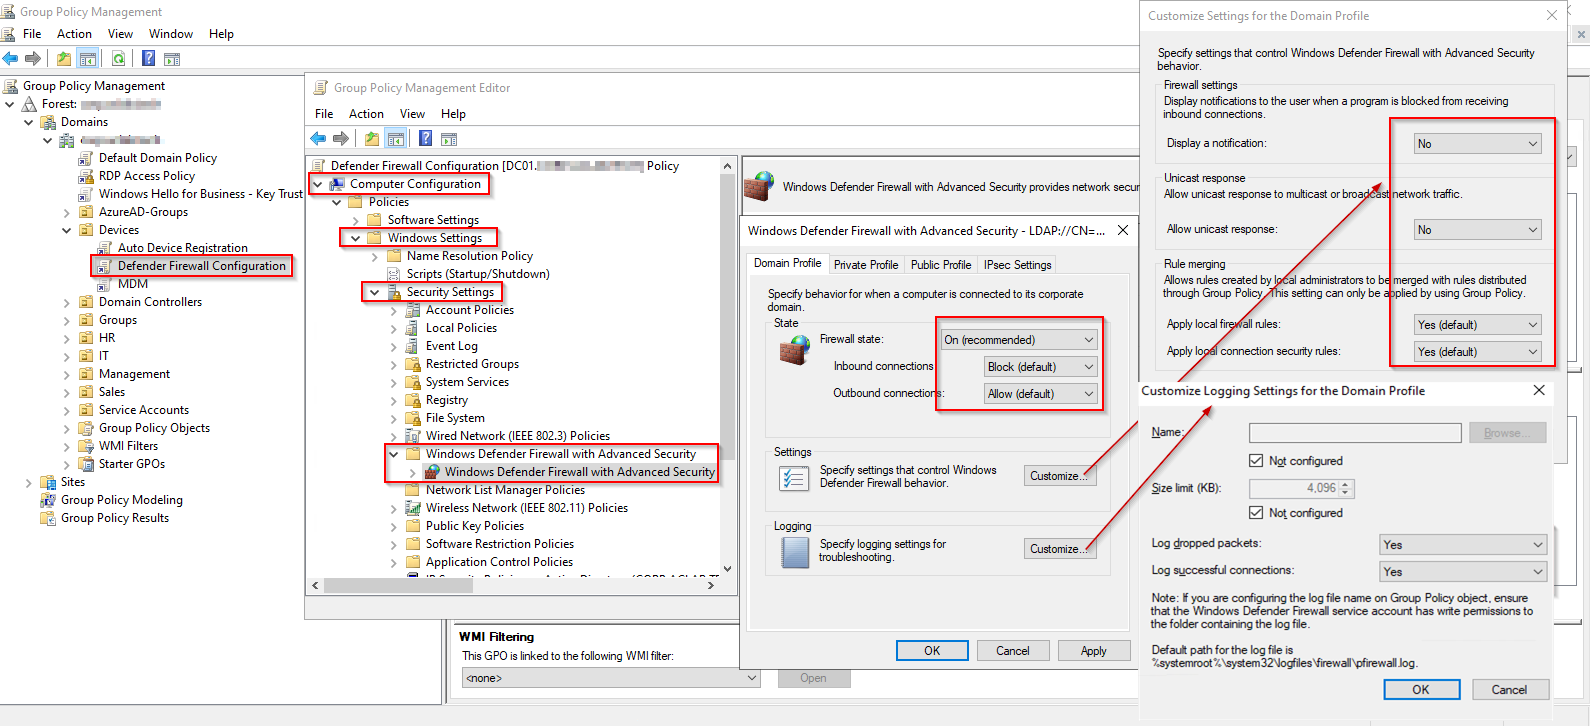 Group Policy Management
File Action View Window Help
Group Policy Management
Forest:
Domains
Default Domain Policy
RDP Access Policy
Windows Hello for Business - Key Trust
AzureAD-Groups
Devices
Auto Device Registration
Defender Firewall Configuration
MDM
Domain Controllers
Groups
HR
IT
Management
Sales
Service Accounts
Group Policy Objects
WMI Filters
Starter GPOs
Sites
Group Policy Modeling
Group Policy Results
Group Policy Management Editor
File Action View Help
Defender Firewall Configuration [DC01. ] Policy
Computer Configuration
Policies
Software Settings
Windows Settings
Name Resolution Policy
Scripts (Startup/Shutdown)
Security Settings
Account Policies
Local Policies
Event Log
Restricted Groups
System Services
Registry
File System
Wired Network (IEEE 802.3) Policies
Windows Defender Firewall with Advanced Security
Windows Defender Firewall with Advanced Security
Network List Manager Policies
Wireless Network (IEEE 802.11) Policies
Public Key Policies
Software Restriction Policies
Application Control Policies
Windows Defender Firewall with Advanced Security provides network secur
WMI Filtering
This GPO is linked to the following WMI filter:
<none>
Open
Windows Defender Firewall with Advanced Security - LDAP://CN=...
Domain Profile Private Profile Public Profile IPsec Settings
Specify behavior for when a computer is connected to its corporate
domain.
State
Firewall state: On (recommended)
Inbound connections Block (default)
Outbound connections: Allow (default)
Settings
Specify settings that control Windows
Defender Firewall behavior.
Customize...
Logging
Specify logging settings for
troubleshooting.
Customize...
OK Cancel Apply
Customize Settings for the Domain Profile
Specify settings that control Windows Defender Firewall with Advanced Security
behavior.
Firewall settings
Display notifications to the user when a program is blocked from receiving
inbound connections.
Display a notification: No
Unicast response
Allow unicast response to multicast or broadcast network traffic.
Allow unicast response: No
Rule merging
Allows rules created by local administrators to be merged with rules distributed
through Group Policy. This setting can only be applied by using Group Policy.
Apply local firewall rules: Yes (default)
Apply local connection security rules: Yes (default)
Customize Logging Settings for the Domain Profile
Name: Browse...
Not configured
Size limit (KB): 4,096
Not configured
Log dropped packets: Yes
Log successful connections: Yes
Note: If you are configuring the log file name on Group Policy object, ensure
that the Windows Defender Firewall service account has write permissions to
the folder containing the log file.
Default path for the log file is
%systemroot%\system32\logfiles\firewall\pfirewall.log.
OK Cancel